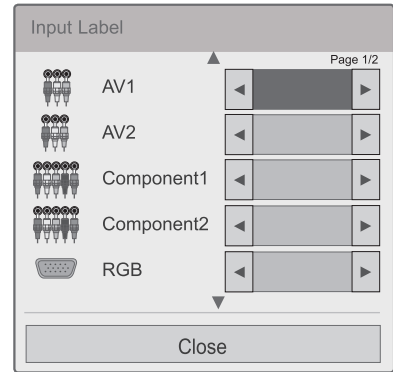 Input Label
Page 1/2
AV1
AV2
Component1
Component2
RGB
Close